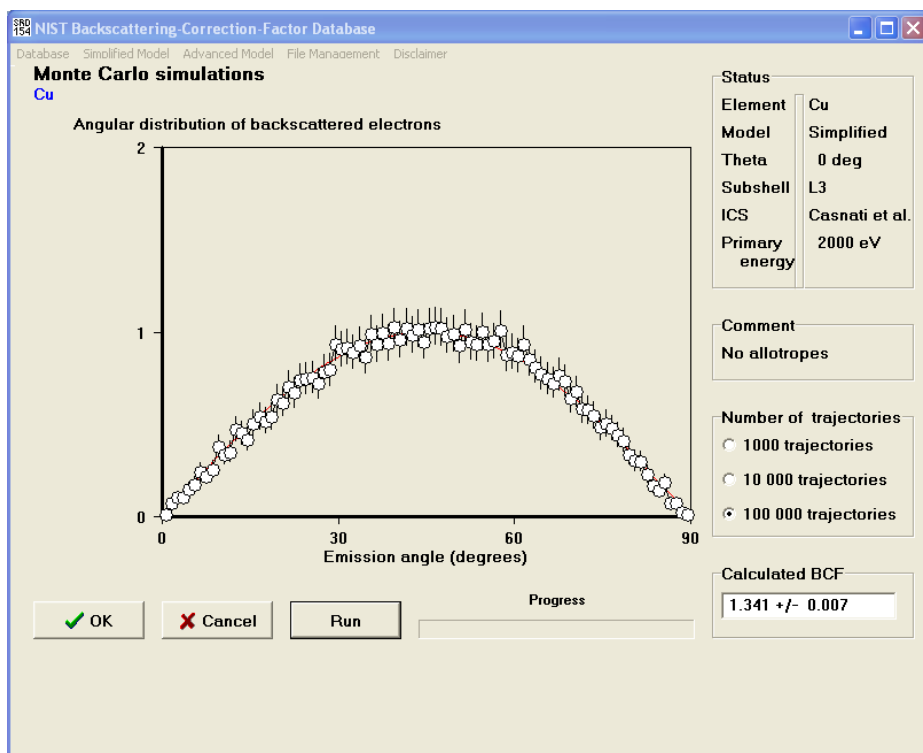 SRD
154 NIST Backscattering-Correction-Factor Database
Database Simplified Model Advanced Model File Management Disclaimer
Monte Carlo simulations
Cu
Angular distribution of backscattered electrons
2
1
0
0 30 60 90
Emission angle (degrees)
OK Cancel Run
Progress
Status
Element Cu
Model Simplified
Theta 0 deg
Subshell L3
ICS Casnati et al.
Primary 2000 eV
energy
Comment
No allotropes
Number of trajectories
1000 trajectories
10 000 trajectories
100 000 trajectories
Calculated BCF
1.341 +/- 0.007